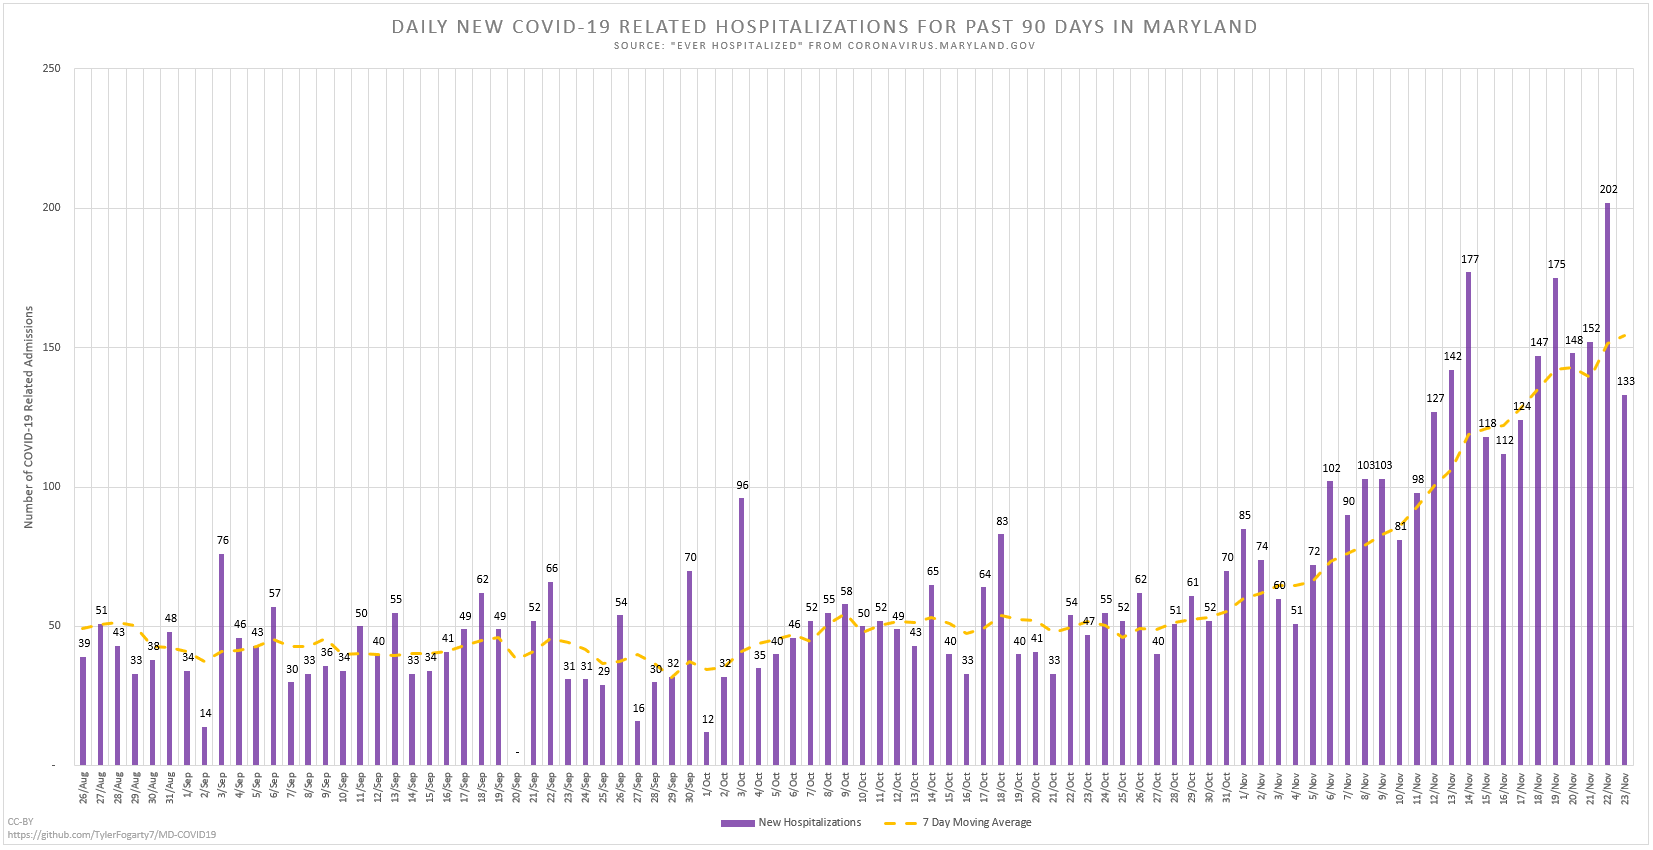 DAILY NEW COVID-19 RELATED HOSPITALIZATIONS FOR PAST 90 DAYS IN MARYLAND
SOURCE: "EVER HOSPITALIZED" FROM CORONAVIRUS.MARYLAND.GOV
Number of COVID-19 Related Admissions
250
200
150
100
50
-
39 51 43 33 38 48 34 14 76 46 43 57 30 33 36 34 50 40 55 33 34 41 49 62 49 - 52 66 31 31 29 54 16 30 32 70 12 32 96 35 40 46 52 55 58 50 52 49 43 65 40 33 64 83 40 41 33 54 47 55 52 62 40 51 61 52 70 85 74 60 51 72 102 90 103 103 81 98 127 142 177 118 112 124 147 175 148 152 202 133
26/Aug 27/Aug 28/Aug 29/Aug 30/Aug 31/Aug 1/Sep 2/Sep 3/Sep 4/Sep 5/Sep 6/Sep 7/Sep 8/Sep 9/Sep 10/Sep 11/Sep 12/Sep 13/Sep 14/Sep 15/Sep 16/Sep 17/Sep 18/Sep 19/Sep 20/Sep 21/Sep 22/Sep 23/Sep 24/Sep 25/Sep 26/Sep 27/Sep 28/Sep 29/Sep 30/Sep 1/Oct 2/Oct 3/Oct 4/Oct 5/Oct 6/Oct 7/Oct 8/Oct 9/Oct 10/Oct 11/Oct 12/Oct 13/Oct 14/Oct 15/Oct 16/Oct 17/Oct 18/Oct 19/Oct 20/Oct 21/Oct 22/Oct 23/Oct 24/Oct 25/Oct 26/Oct 27/Oct 28/Oct 29/Oct 30/Oct 31/Oct 1/Nov 2/Nov 3/Nov 4/Nov 5/Nov 6/Nov 7/Nov 8/Nov 9/Nov 10/Nov 11/Nov 12/Nov 13/Nov 14/Nov 15/Nov 16/Nov 17/Nov 18/Nov 19/Nov 20/Nov 21/Nov 22/Nov 23/Nov
New Hospitalizations 7 Day Moving Average
CC-BY
https://github.com/TylerFogarty7/MD-COVID19